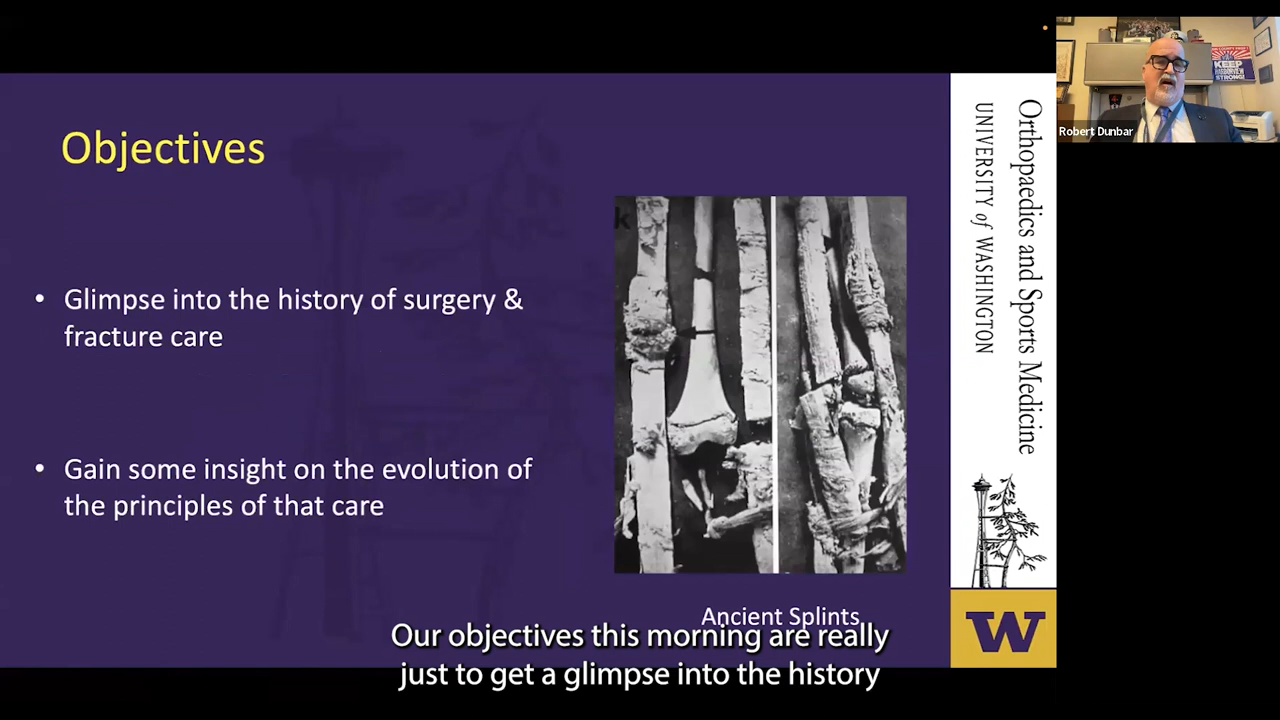 Objectives
• Glimpse into the history of surgery &
fracture care
• Gain some insight on the evolution of
the principles of that care
k
Ancient Splints
Our objectives this morning are really
just to get a glimpse into the history
Orthopaedics and Sports Medicine
UNIVERSITY of WASHINGTON
W
KEEP
STRONG!
Robert Dunbar